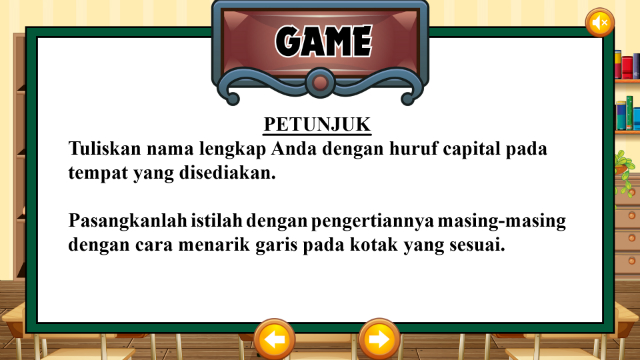 GAME
PETUNJUK
Tuliskan nama lengkap Anda dengan huruf capital pada
tempat yang disediakan.
Pasangkanlah istilah dengan pengertiannya masing-masing
dengan cara menarik garis pada kotak yang sesuai.